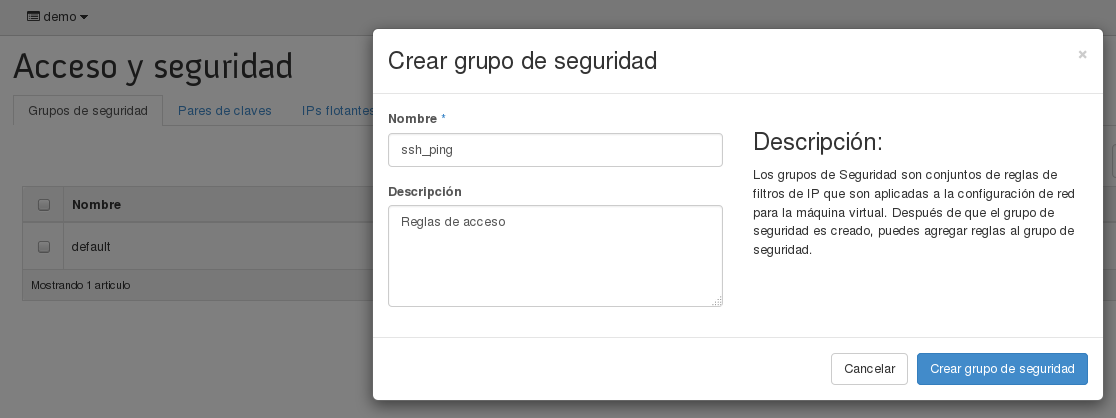 demo
Acceso y seguridad
Grupos de seguridad
Pares de claves
IPs flotantes
Nombre
default
Mostrando 1 articulo
Crear grupo de seguridad
×
Nombre *
ssh_ping
Descripción
Reglas de acceso
Descripción:
Los grupos de Seguridad son conjuntos de reglas de
filtros de IP que son aplicadas a la configuración de red
para la máquina virtual. Después de que el grupo de
seguridad es creado, puedes agregar reglas al grupo de
seguridad.
Cancelar
Crear grupo de seguridad